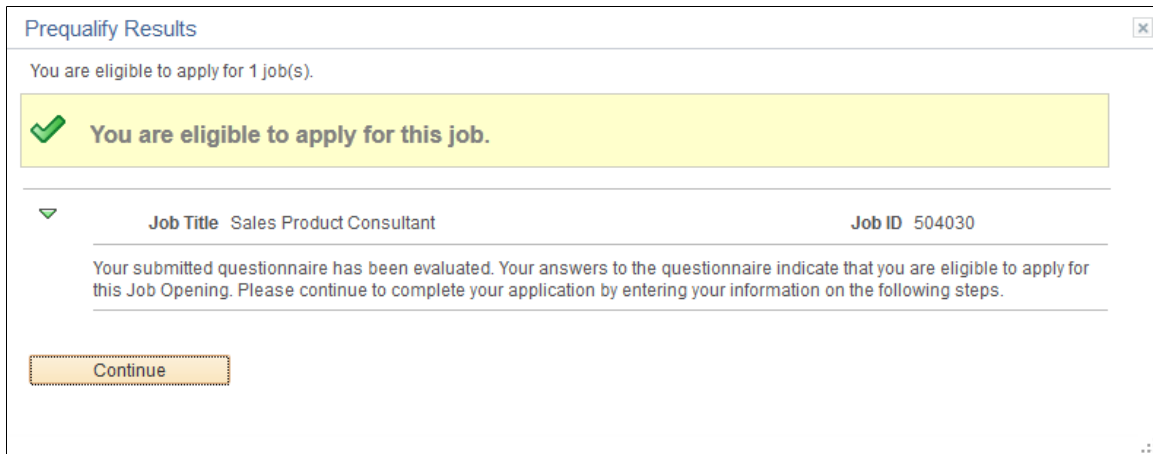 Prequalify Results
You are eligible to apply for 1 job(s).
You are eligible to apply for this job.
Job Title Sales Product Consultant Job ID 504030
Your submitted questionnaire has been evaluated. Your answers to the questionnaire indicate that you are eligible to apply for
this Job Opening. Please continue to complete your application by entering your information on the following steps.
Continue